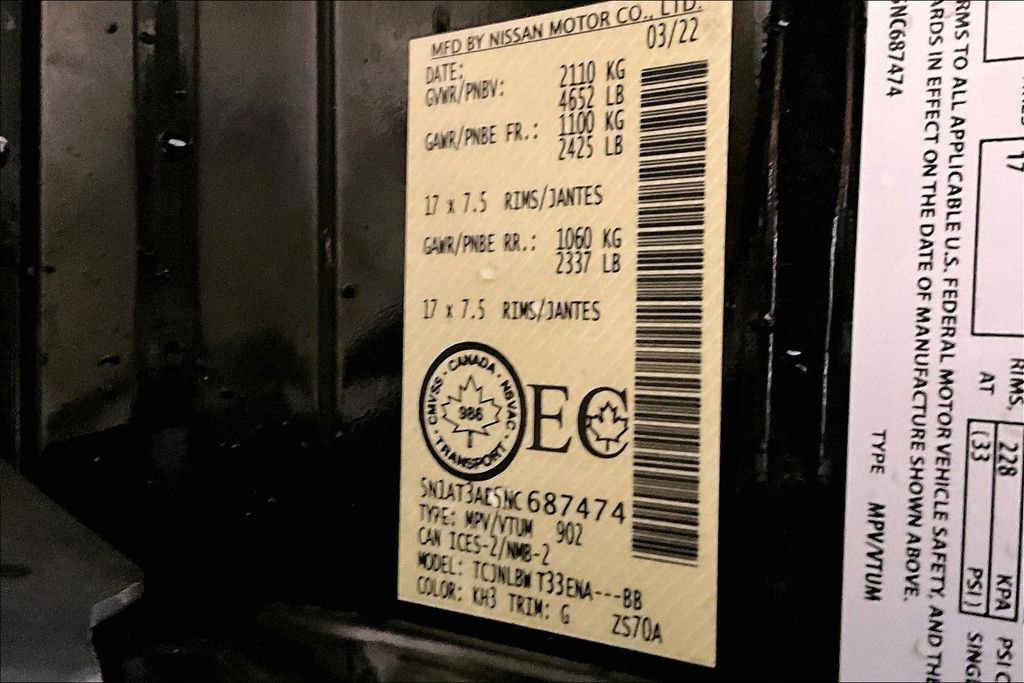 MFD BY NISSAN MOTOR CO., LTD.
DATE: 03/22
GVWR/PNBV: 2110 KG
4652 LB
GAWR/PNBE FR.: 1100 KG
2425 LB
17 x 7.5 RIMS/JANTES
GAWR/PNBE RR.: 1060 KG
2337 LB
17 x 7.5 RIMS/JANTES
CANADA · NSVAC · TRANSPORT · CMVSS
986
EC
687474
TYPE: MPV/VTUM 902
CAN ICES-2/NMB-2
MODEL: TCJNLBW T33ENA---BB
COLOR: KH3 TRIM: G ZS70A
17
RIMS,
AT
228 KPA
(33 PSI)
PSI
SINGL
RMS TO ALL APPLICABLE U.S. FEDERAL MOTOR VEHICLE SAFETY, AND THE
ARDS IN EFFECT ON THE DATE OF MANUFACTURE SHOWN ABOVE.
NC687474
TYPE MPV/VTUM